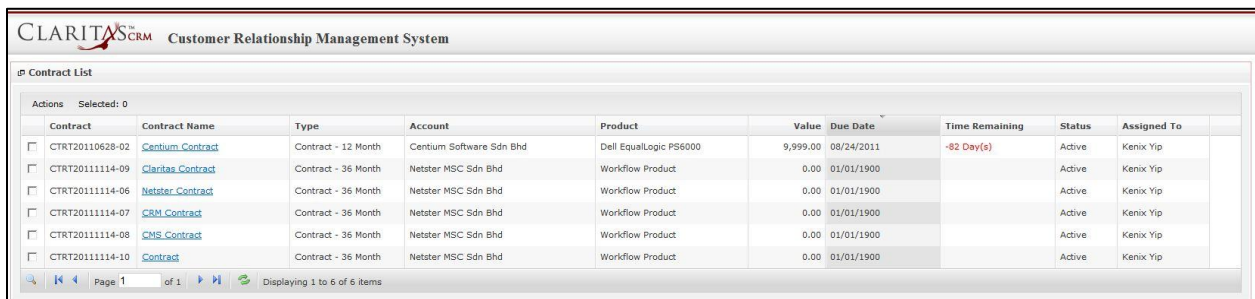 CLARITAS™CRM Customer Relationship Management System
Contract List
Actions Selected: 0
Contract Contract Name Type Account Product Value Due Date Time Remaining Status Assigned To
CTRT20110628-02 Centium Contract Contract - 12 Month Centium Software Sdn Bhd Dell EqualLogic PS6000 9,999.00 08/24/2011 -82 Day(s) Active Kenix Yip
CTRT20111114-09 Claritas Contract Contract - 36 Month Netster MSC Sdn Bhd Workflow Product 0.00 01/01/1900 Active Kenix Yip
CTRT20111114-06 Netster Contract Contract - 36 Month Netster MSC Sdn Bhd Workflow Product 0.00 01/01/1900 Active Kenix Yip
CTRT20111114-07 CRM Contract Contract - 36 Month Netster MSC Sdn Bhd Workflow Product 0.00 01/01/1900 Active Kenix Yip
CTRT20111114-08 CMS Contract Contract - 36 Month Netster MSC Sdn Bhd Workflow Product 0.00 01/01/1900 Active Kenix Yip
CTRT20111114-10 Contract Contract - 36 Month Netster MSC Sdn Bhd Workflow Product 0.00 01/01/1900 Active Kenix Yip
Page 1 of 1 Displaying 1 to 6 of 6 items